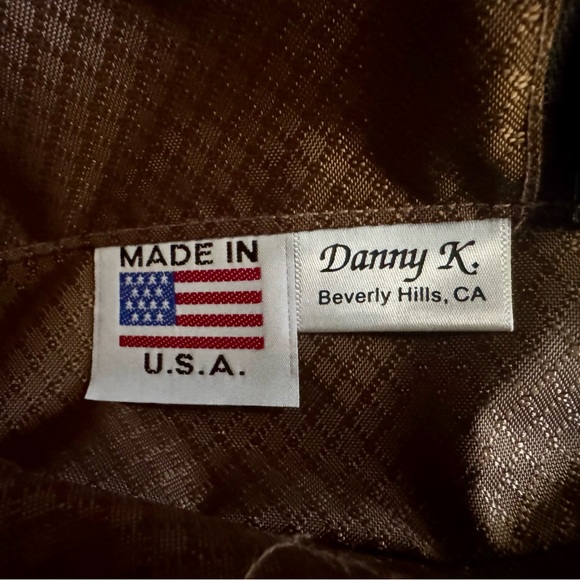 MADE IN
U.S.A.
Danny K.
Beverly Hills, CA